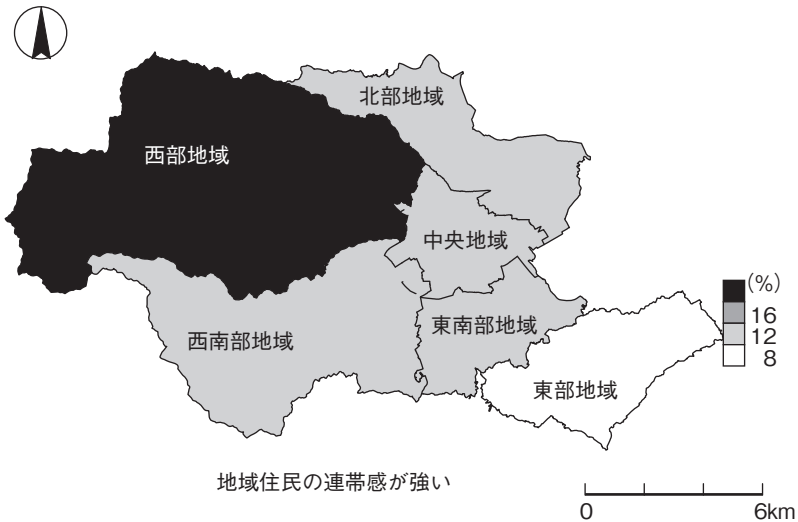 北部地域
西部地域
中央地域
(%)
16
12
8
東南部地域
西南部地域
東部地域
地域住民の連帯感が強い
0 6km